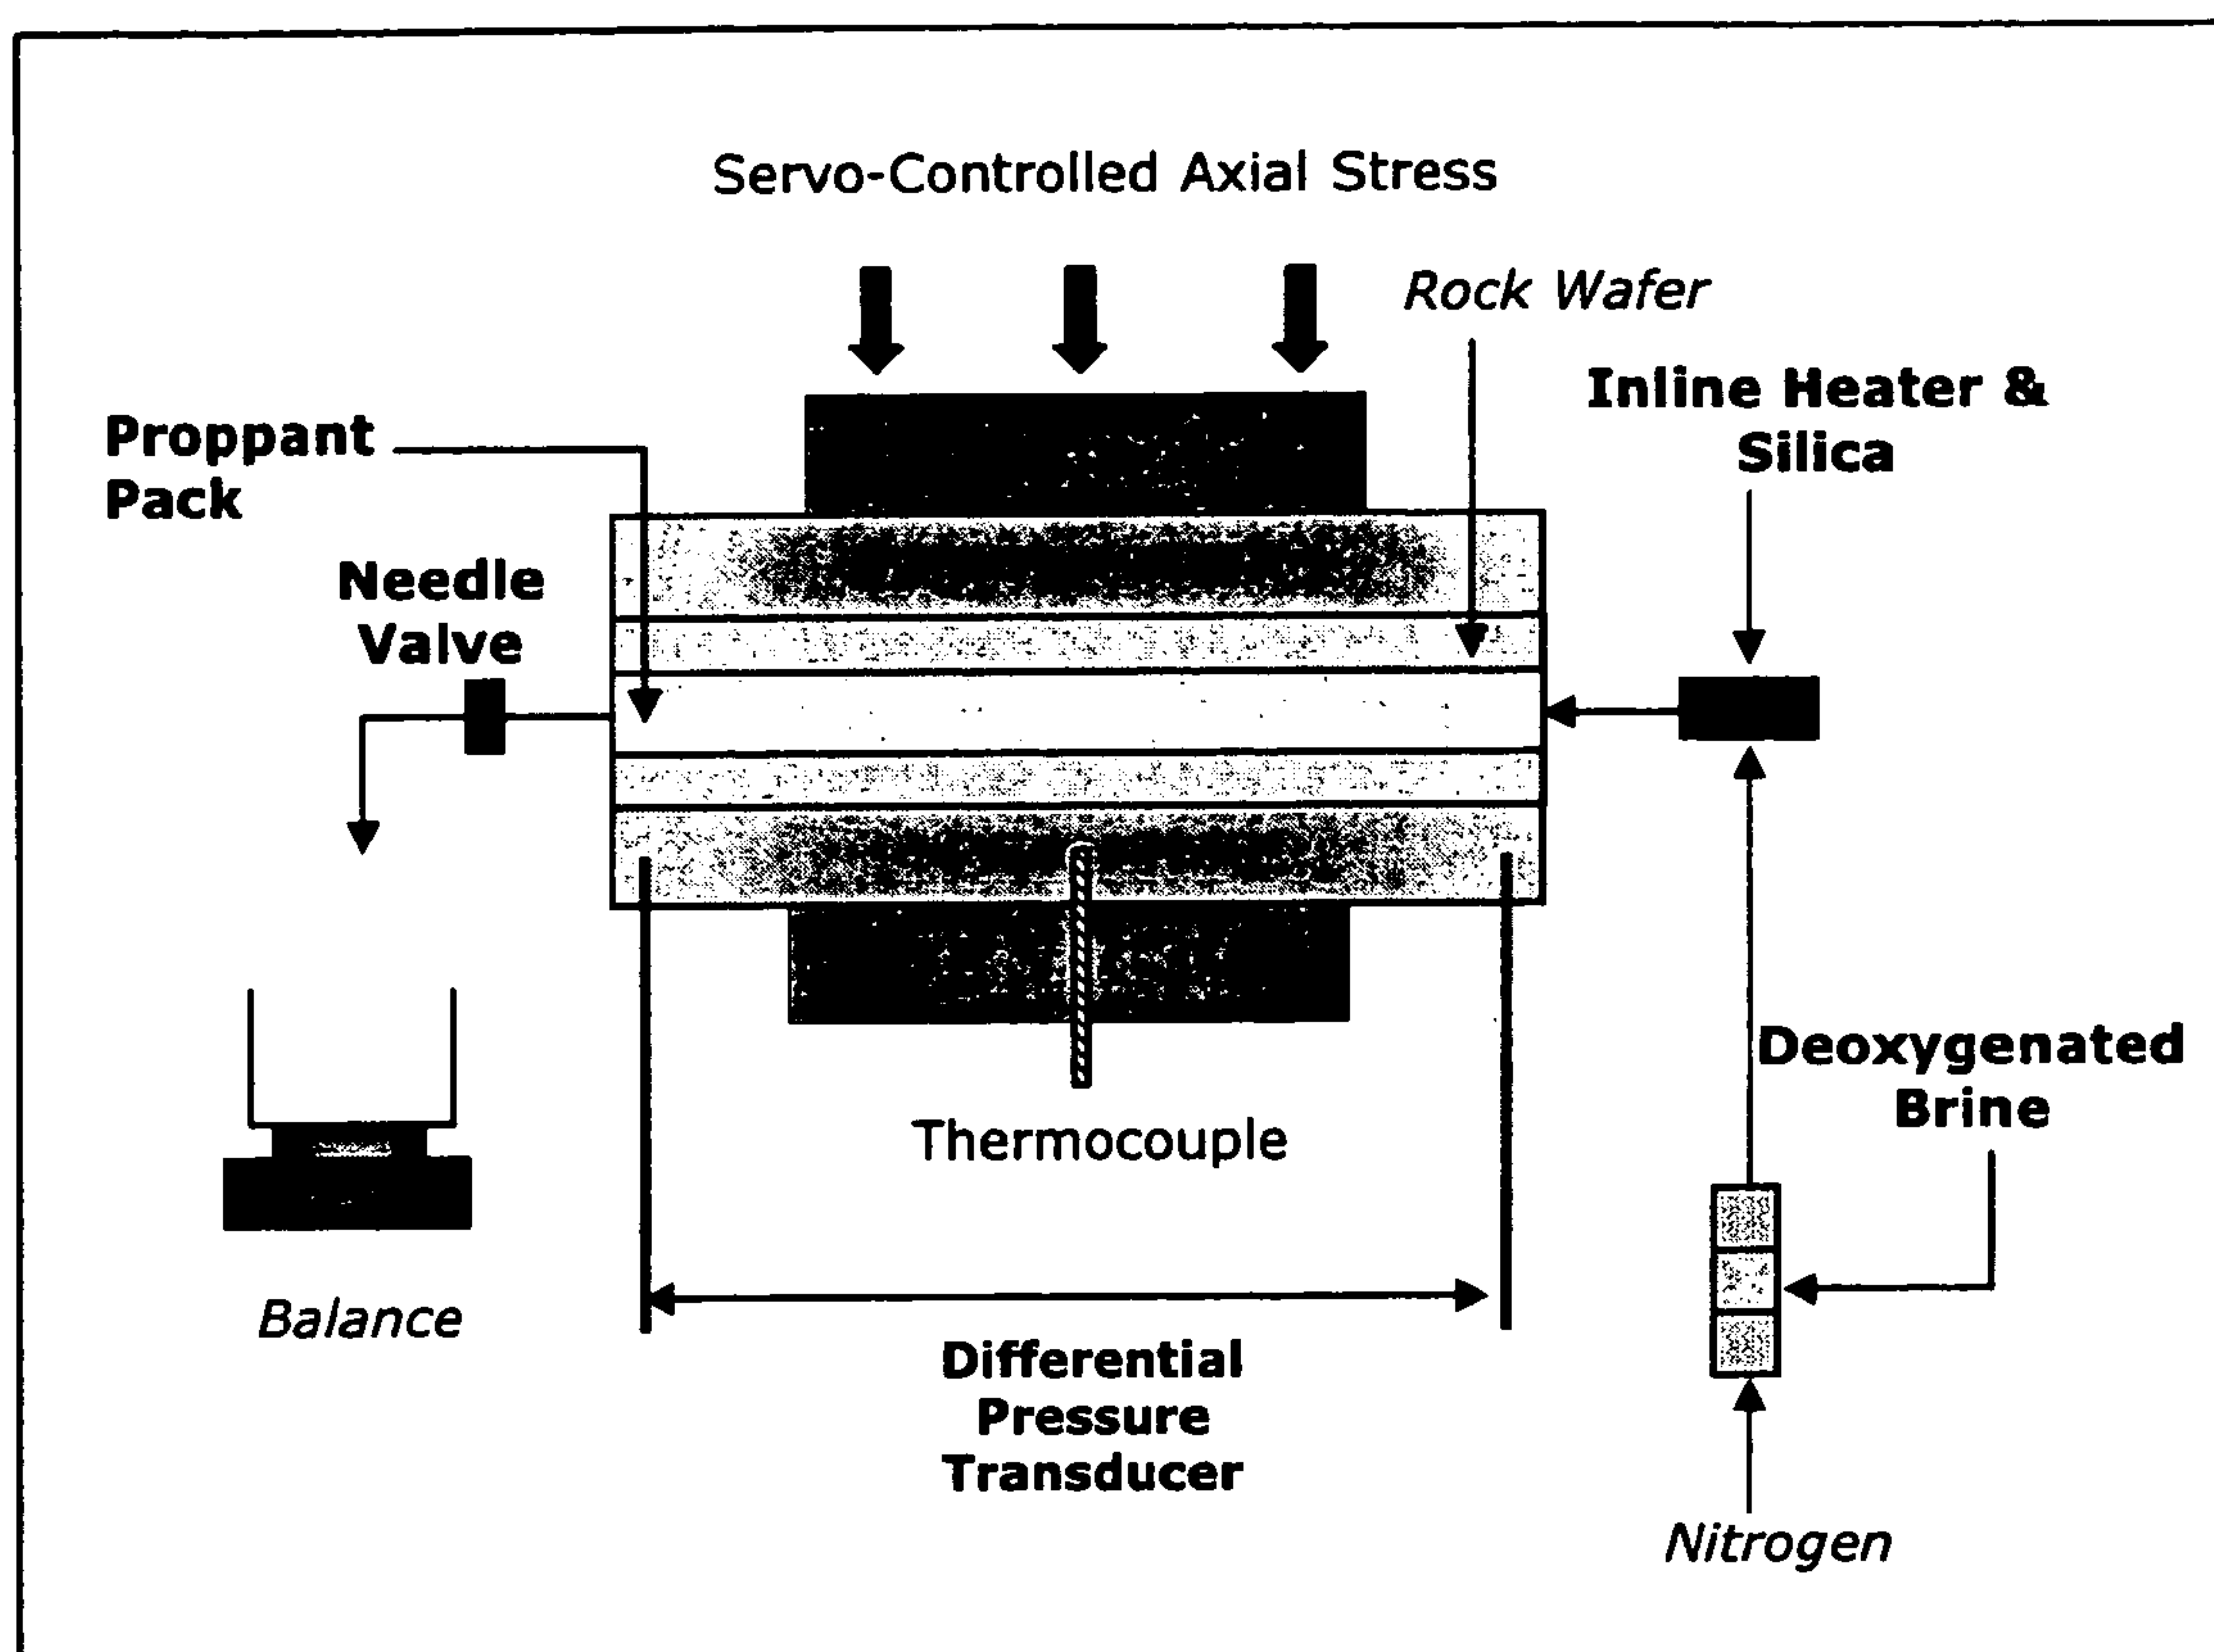 Servo-Controlled Axial Stress
Rock Wafer
Inline Heater &
Silica
Proppant
Pack
Needle
Valve
Deoxygenated
Brine
Thermocouple
Balance
Differential
Pressure
Transducer
Nitrogen